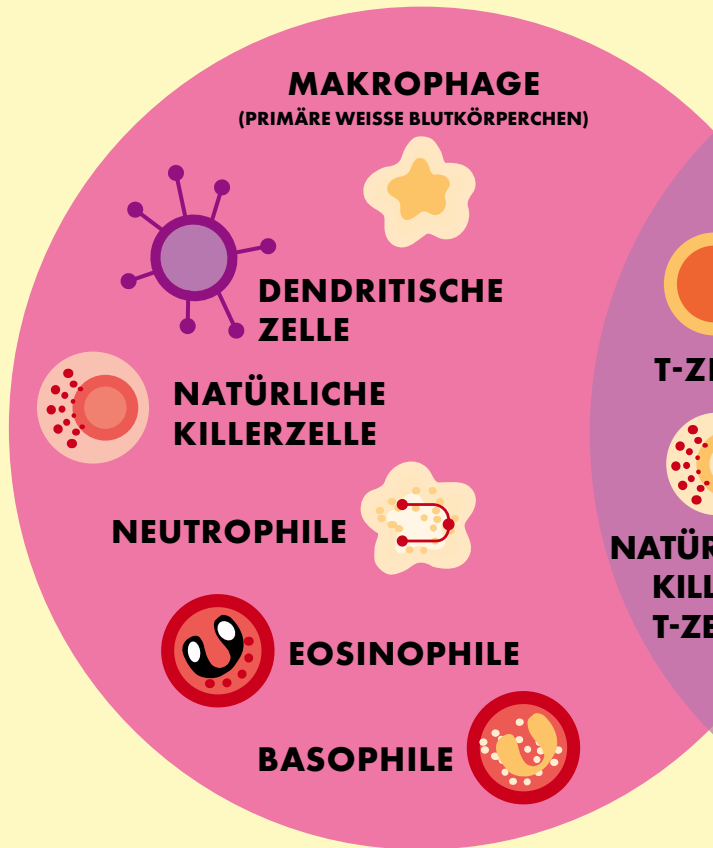 MAKROPHAGE
(PRIMÄRE WEISSE BLUTKÖRPERCHEN)
DENDRITISCHE
ZELLE
NATÜRLICHE
KILLERZELLE
NEUTROPHILE
EOSINOPHILE
BASOPHILE